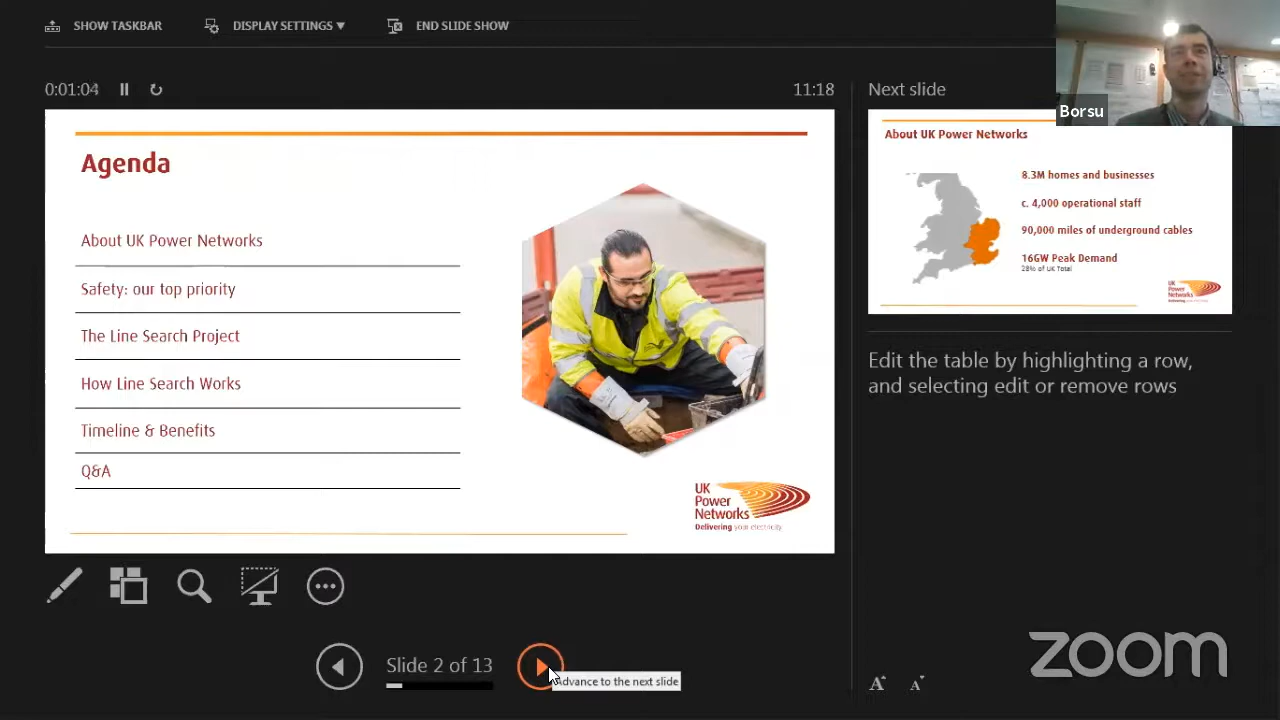 SHOW TASKBAR
DISPLAY SETTINGS ▼
END SLIDE SHOW
0:01:04
11:18
Next slide
Borsu
Agenda
About UK Power Networks
Safety: our top priority
The Line Search Project
How Line Search Works
Timeline & Benefits
Q&A
UK
Power
Networks
Delivering your electricity
About UK Power Networks
8.3M homes and businesses
c. 4,000 operational staff
90,000 miles of underground cables
16GW Peak Demand
28% of UK Total
UK
Power
Networks
Edit the table by highlighting a row,
and selecting edit or remove rows
Slide 2 of 13
Advance to the next slide
A A
zoom